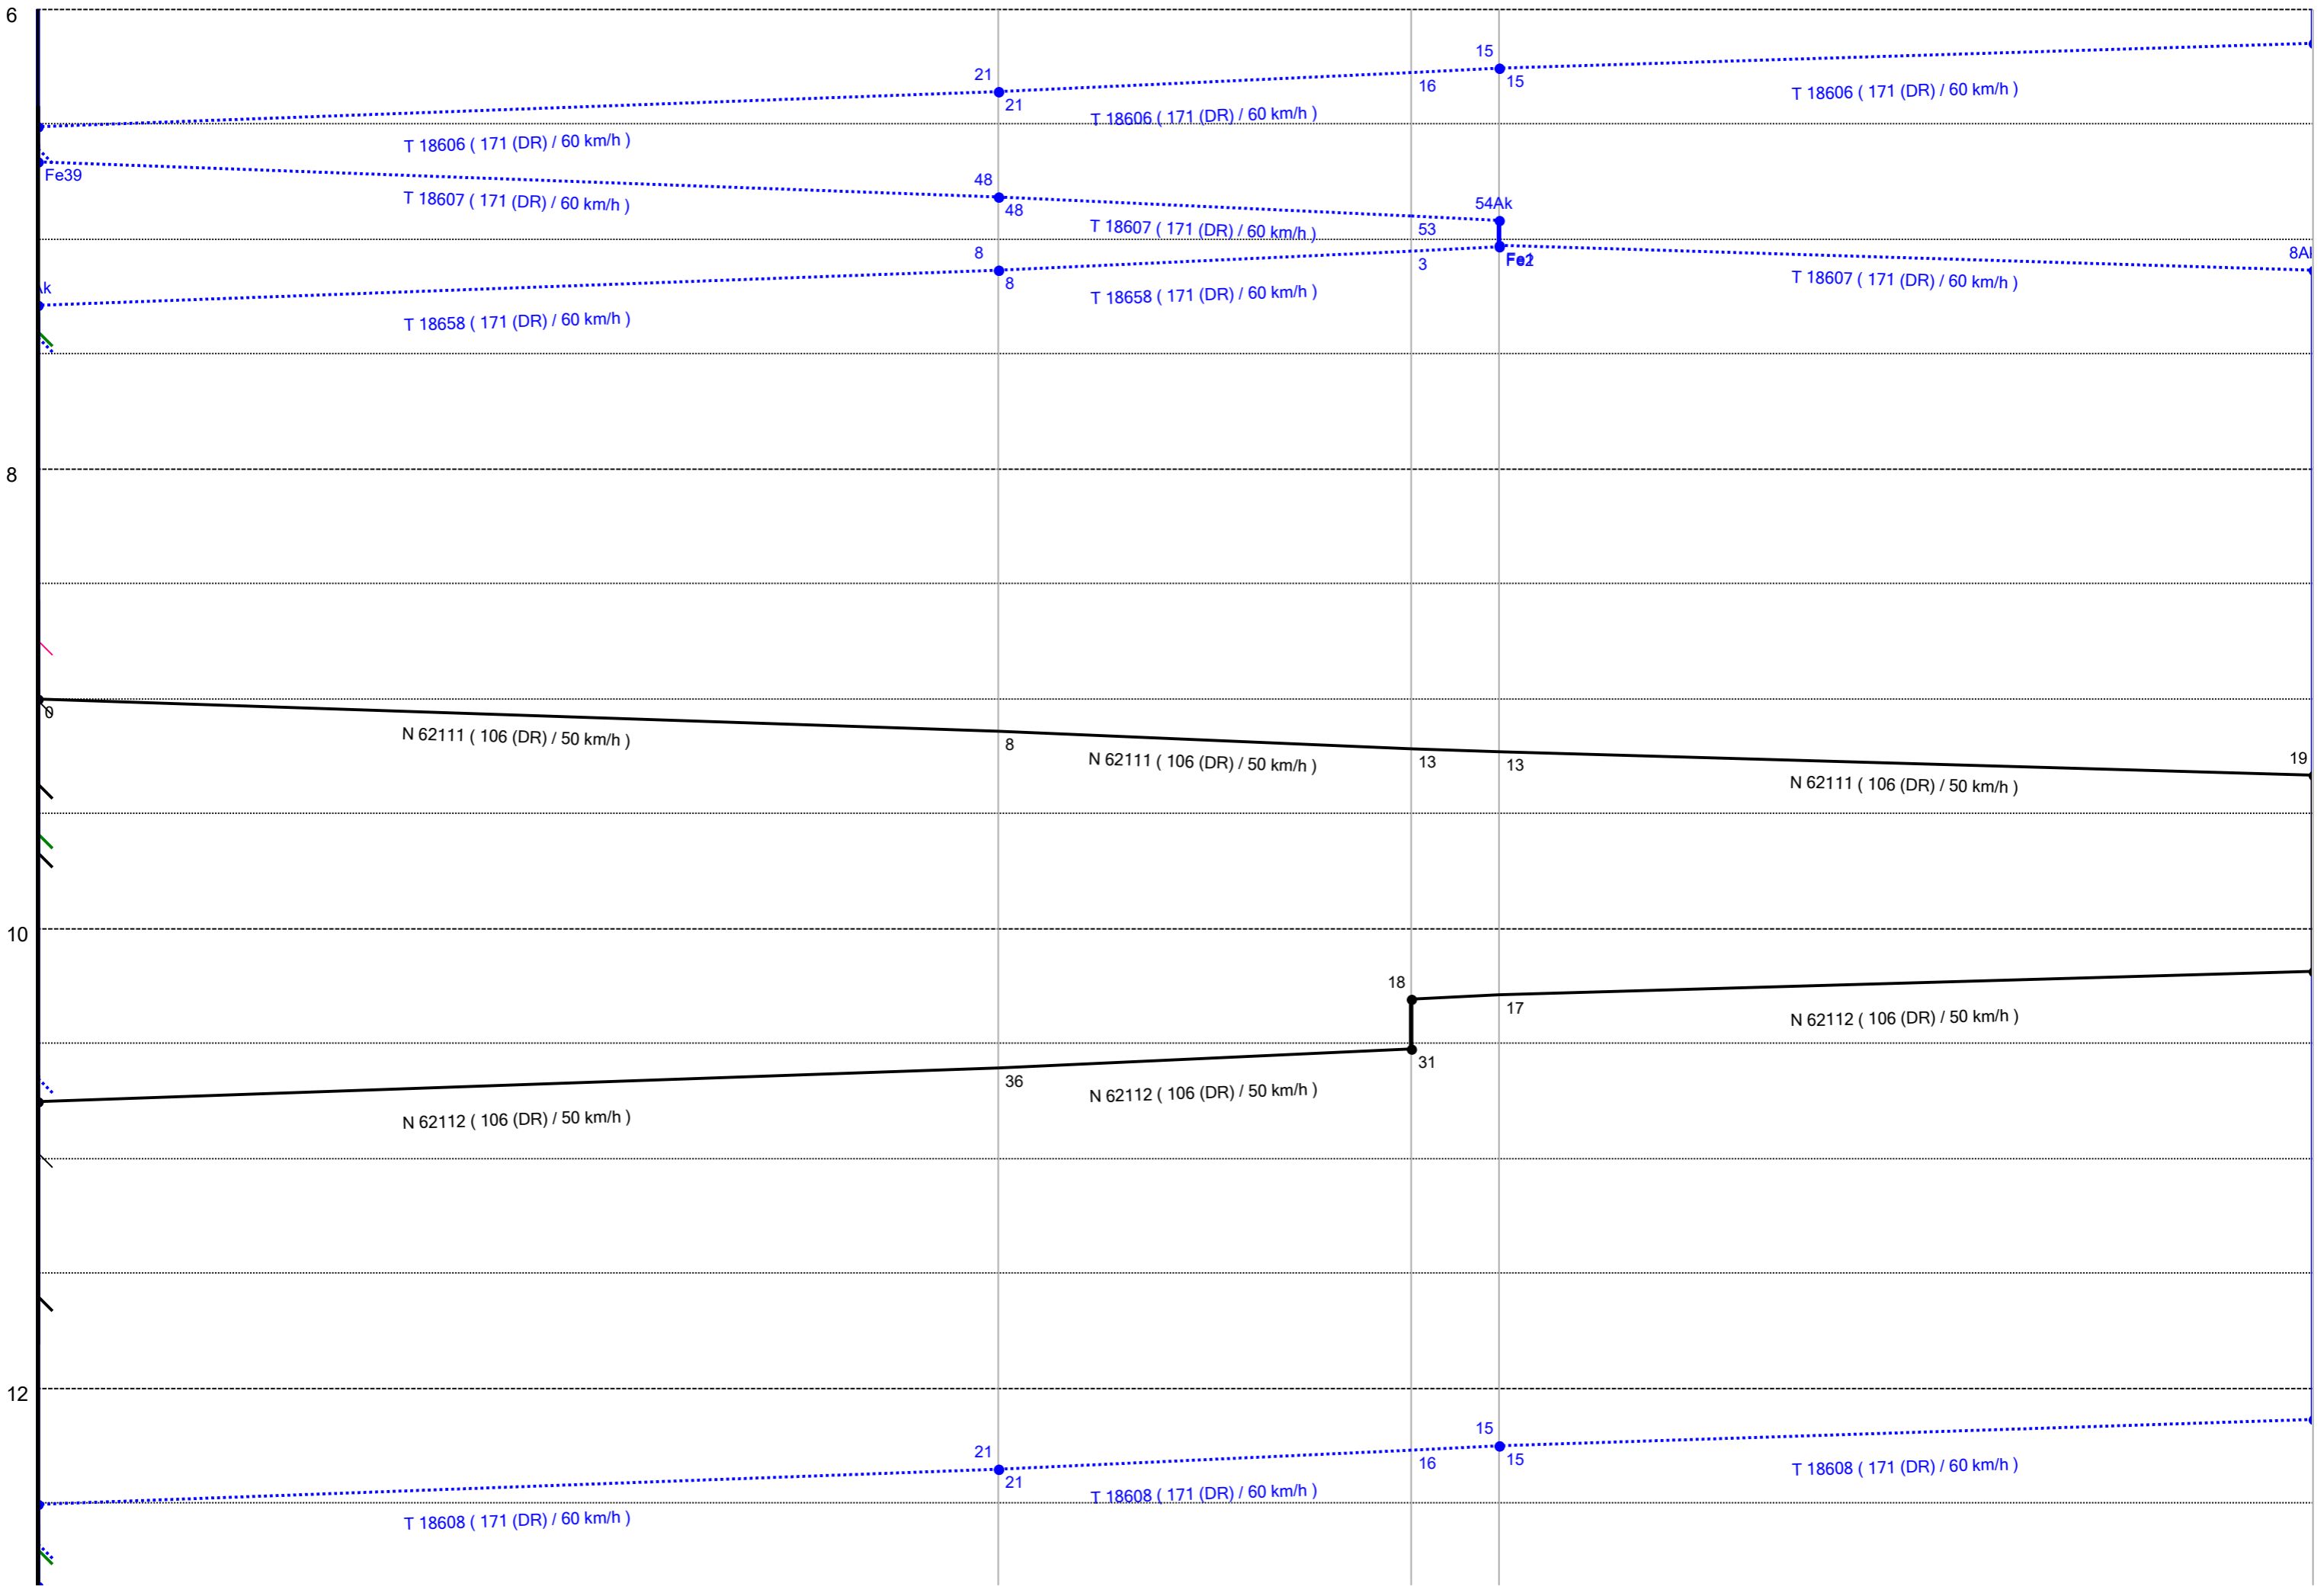 6
15
21
16
15
21
T 18606 ( 171 (DR) / 60 km/h )
T 18606 ( 171 (DR) / 60 km/h )
T 18606 ( 171 (DR) / 60 km/h )
Fe39
48
T 18607 ( 171 (DR) / 60 km/h )
48
54Ak
T 18607 ( 171 (DR) / 60 km/h )
53
8
3
8Ak
8
T 18607 ( 171 (DR) / 60 km/h )
Ak
T 18658 ( 171 (DR) / 60 km/h )
T 18658 ( 171 (DR) / 60 km/h )
8
0
N 62111 ( 106 (DR) / 50 km/h )
8
N 62111 ( 106 (DR) / 50 km/h )
13
13
19
N 62111 ( 106 (DR) / 50 km/h )
10
18
17
N 62112 ( 106 (DR) / 50 km/h )
31
36
N 62112 ( 106 (DR) / 50 km/h )
N 62112 ( 106 (DR) / 50 km/h )
12
15
21
16
15
T 18608 ( 171 (DR) / 60 km/h )
21
T 18608 ( 171 (DR) / 60 km/h )
T 18608 ( 171 (DR) / 60 km/h )